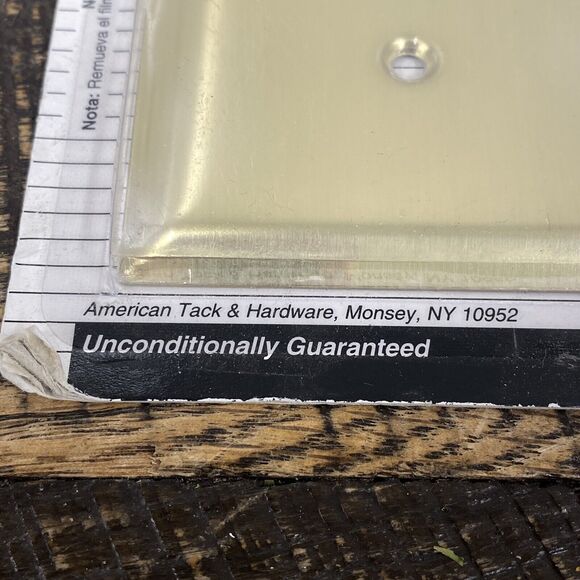 Nota: Remueva el
American Tack & Hardware, Monsey, NY 10952
Unconditionally Guaranteed